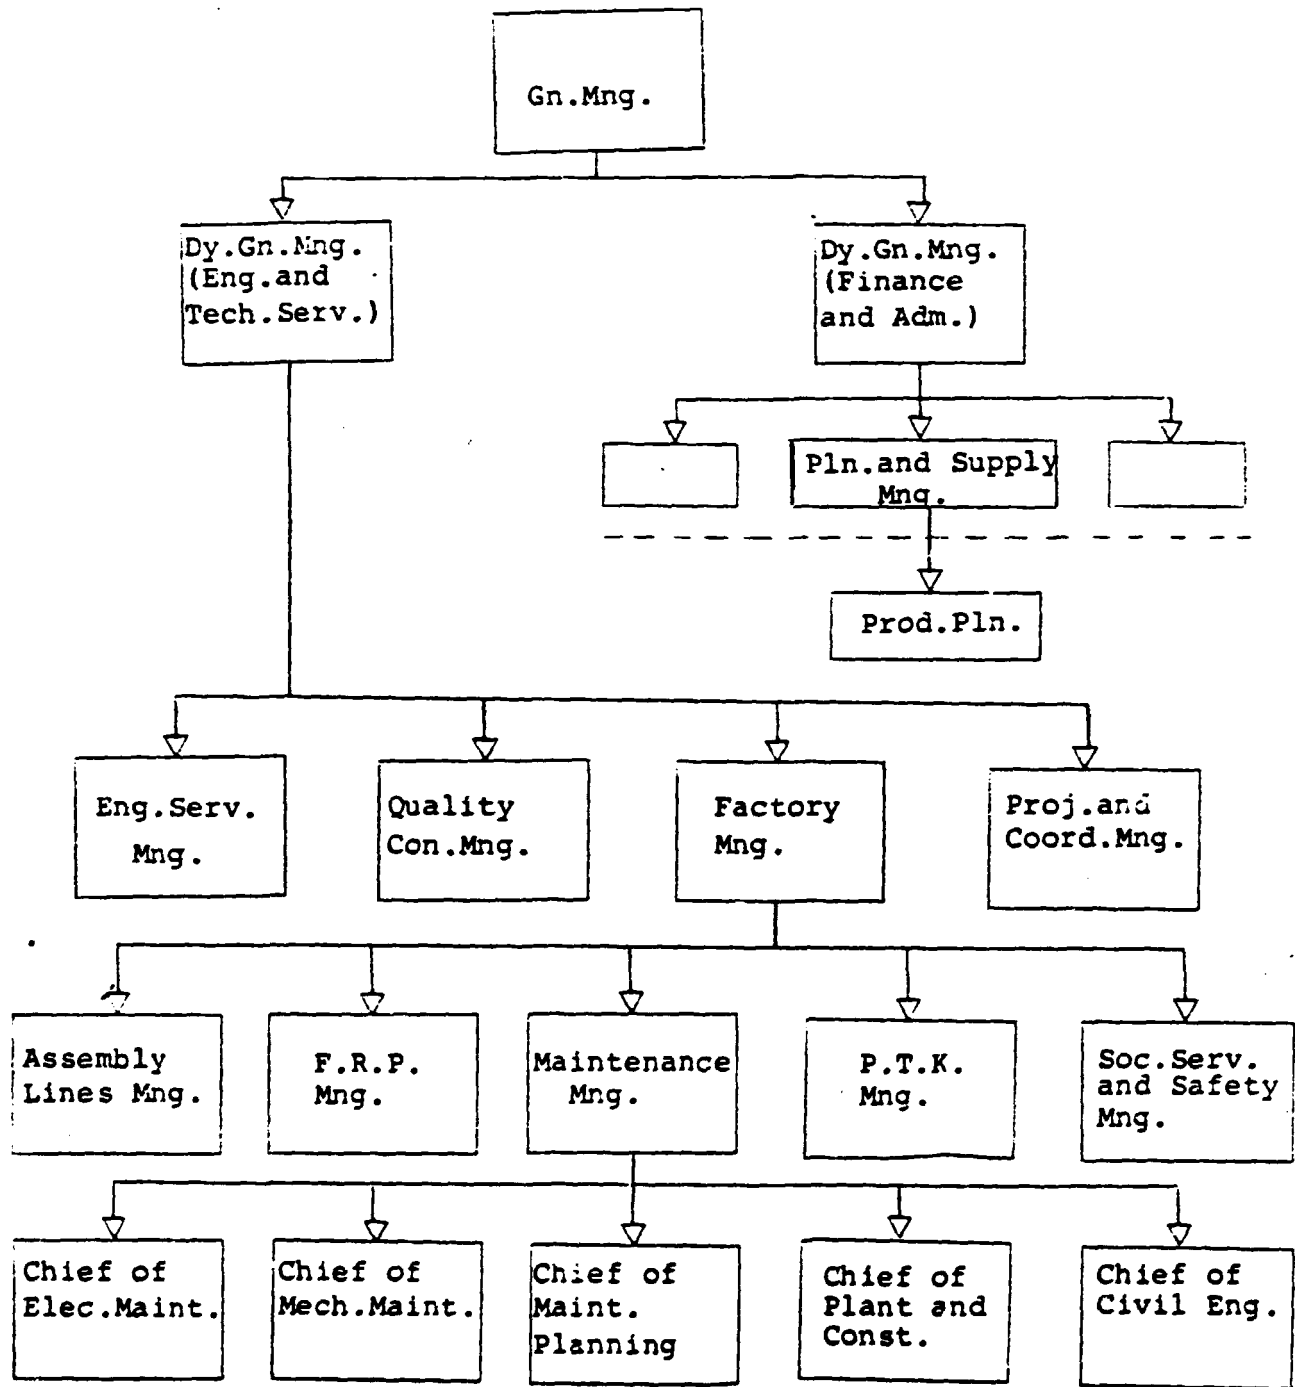 Gn.Mng.
Dy.Gn.Mng.
(Eng.and
Tech.Serv.)
Dy.Gn.Mng.
(Finance
and Adm.)
Pln.and Supply
Mng.
Prod.Pln.
Eng.Serv.
Mng.
Quality
Con.Mng.
Factory
Mng.
Proj.and
Coord.Mng.
Assembly
Lines Mng.
F.R.P.
Mng.
Maintenance
Mng.
P.T.K.
Mng.
Soc.Serv.
and Safety
Mng.
Chief of
Elec.Maint.
Chief of
Mech.Maint.
Chief of
Maint.
Planning
Chief of
Plant and
Const.
Chief of
Civil Eng.